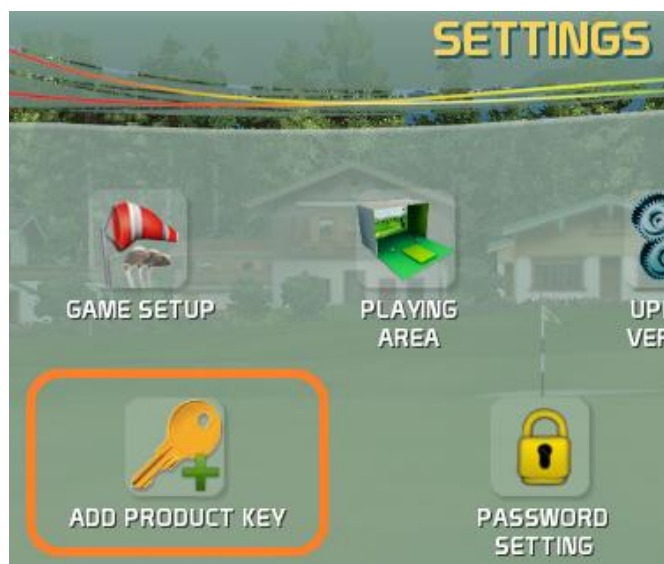 SETTINGS
GAME SETUP
PLAYING
AREA
ADD PRODUCT KEY
PASSWORD
SETTING